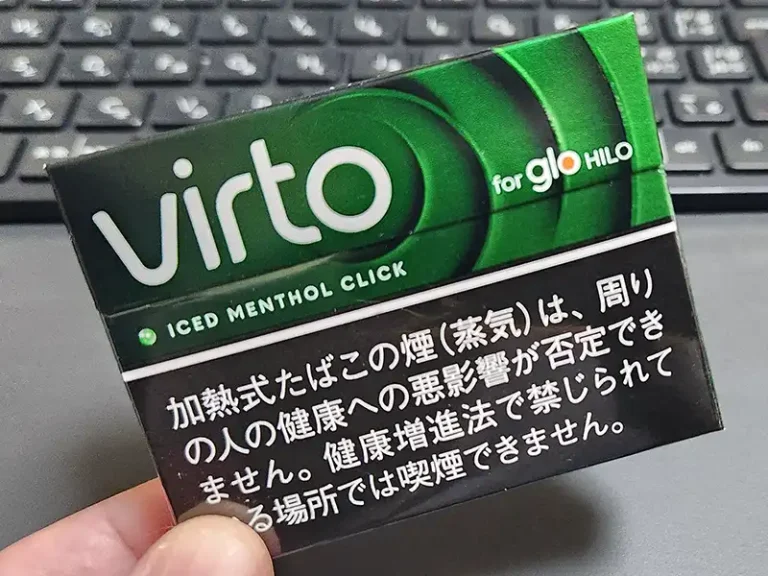 virto
for glo HILO
ICED MENTHOL CLICK
加熱式たばこの煙(蒸気)は、周り
の人の健康への悪影響が否定でき
ません。健康増進法で禁じられて
る場所では喫煙できません。